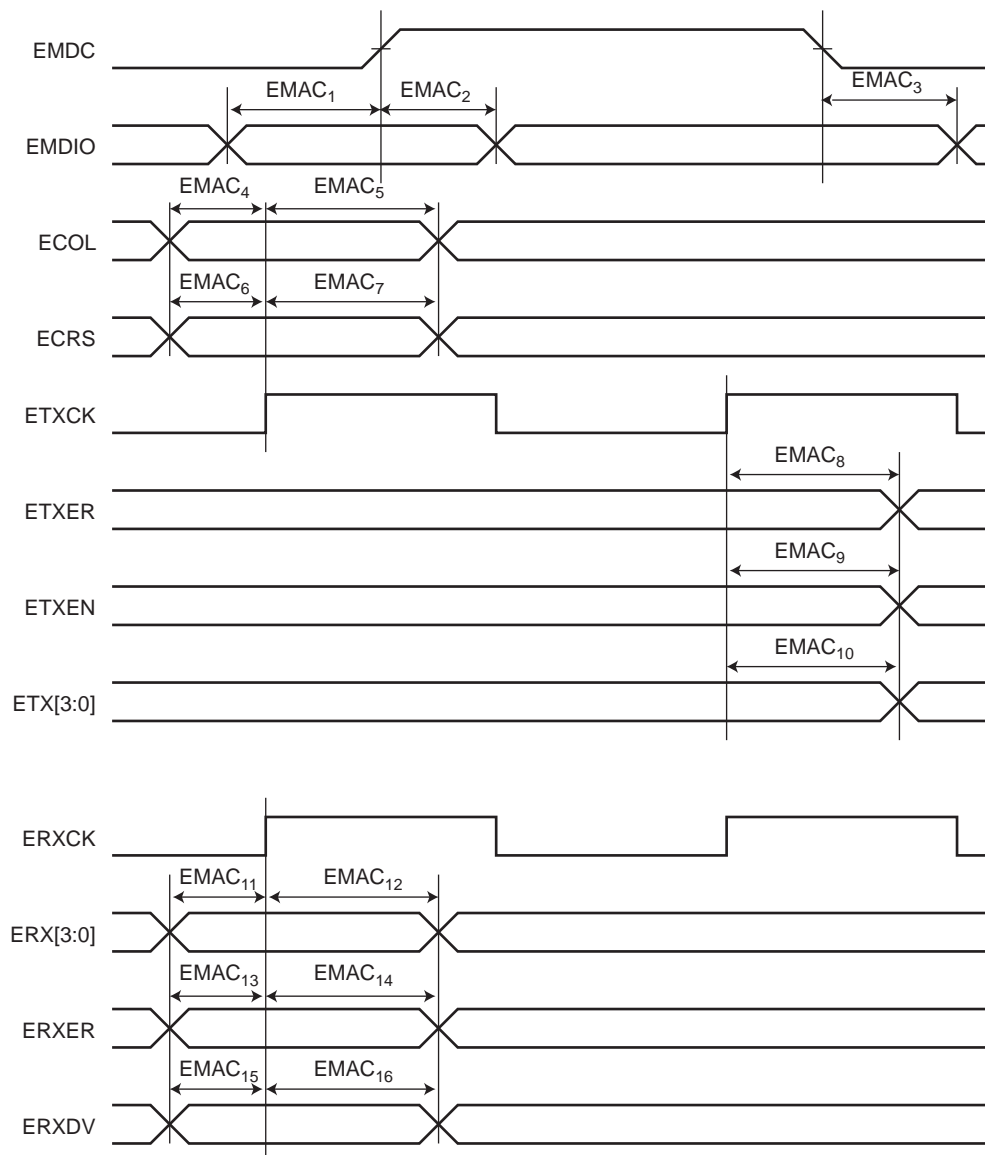 EMDC
EMAC₁ EMAC₂ EMAC₃
EMDIO
EMAC₄ EMAC₅
ECOL
EMAC₆ EMAC₇
ECRS
ETXCK
EMAC₈
ETXER
EMAC₉
ETXEN
EMAC₁₀
ETX[3:0]
ERXCK
EMAC₁₁ EMAC₁₂
ERX[3:0]
EMAC₁₃ EMAC₁₄
ERXER
EMAC₁₅ EMAC₁₆
ERXDV